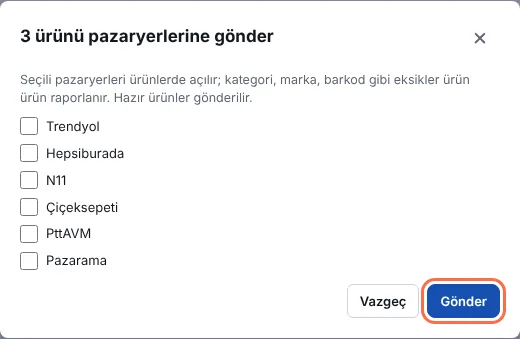 3 ürünü pazaryerlerine gönder
Seçili pazaryerleri ürünlerde açılır; kategori, marka, barkod gibi eksikler ürün
ürün raporlanır. Hazır ürünler gönderilir.
Trendyol
Hepsiburada
N11
Çiçeksepeti
PttAVM
Pazarama
Vazgeç
Gönder